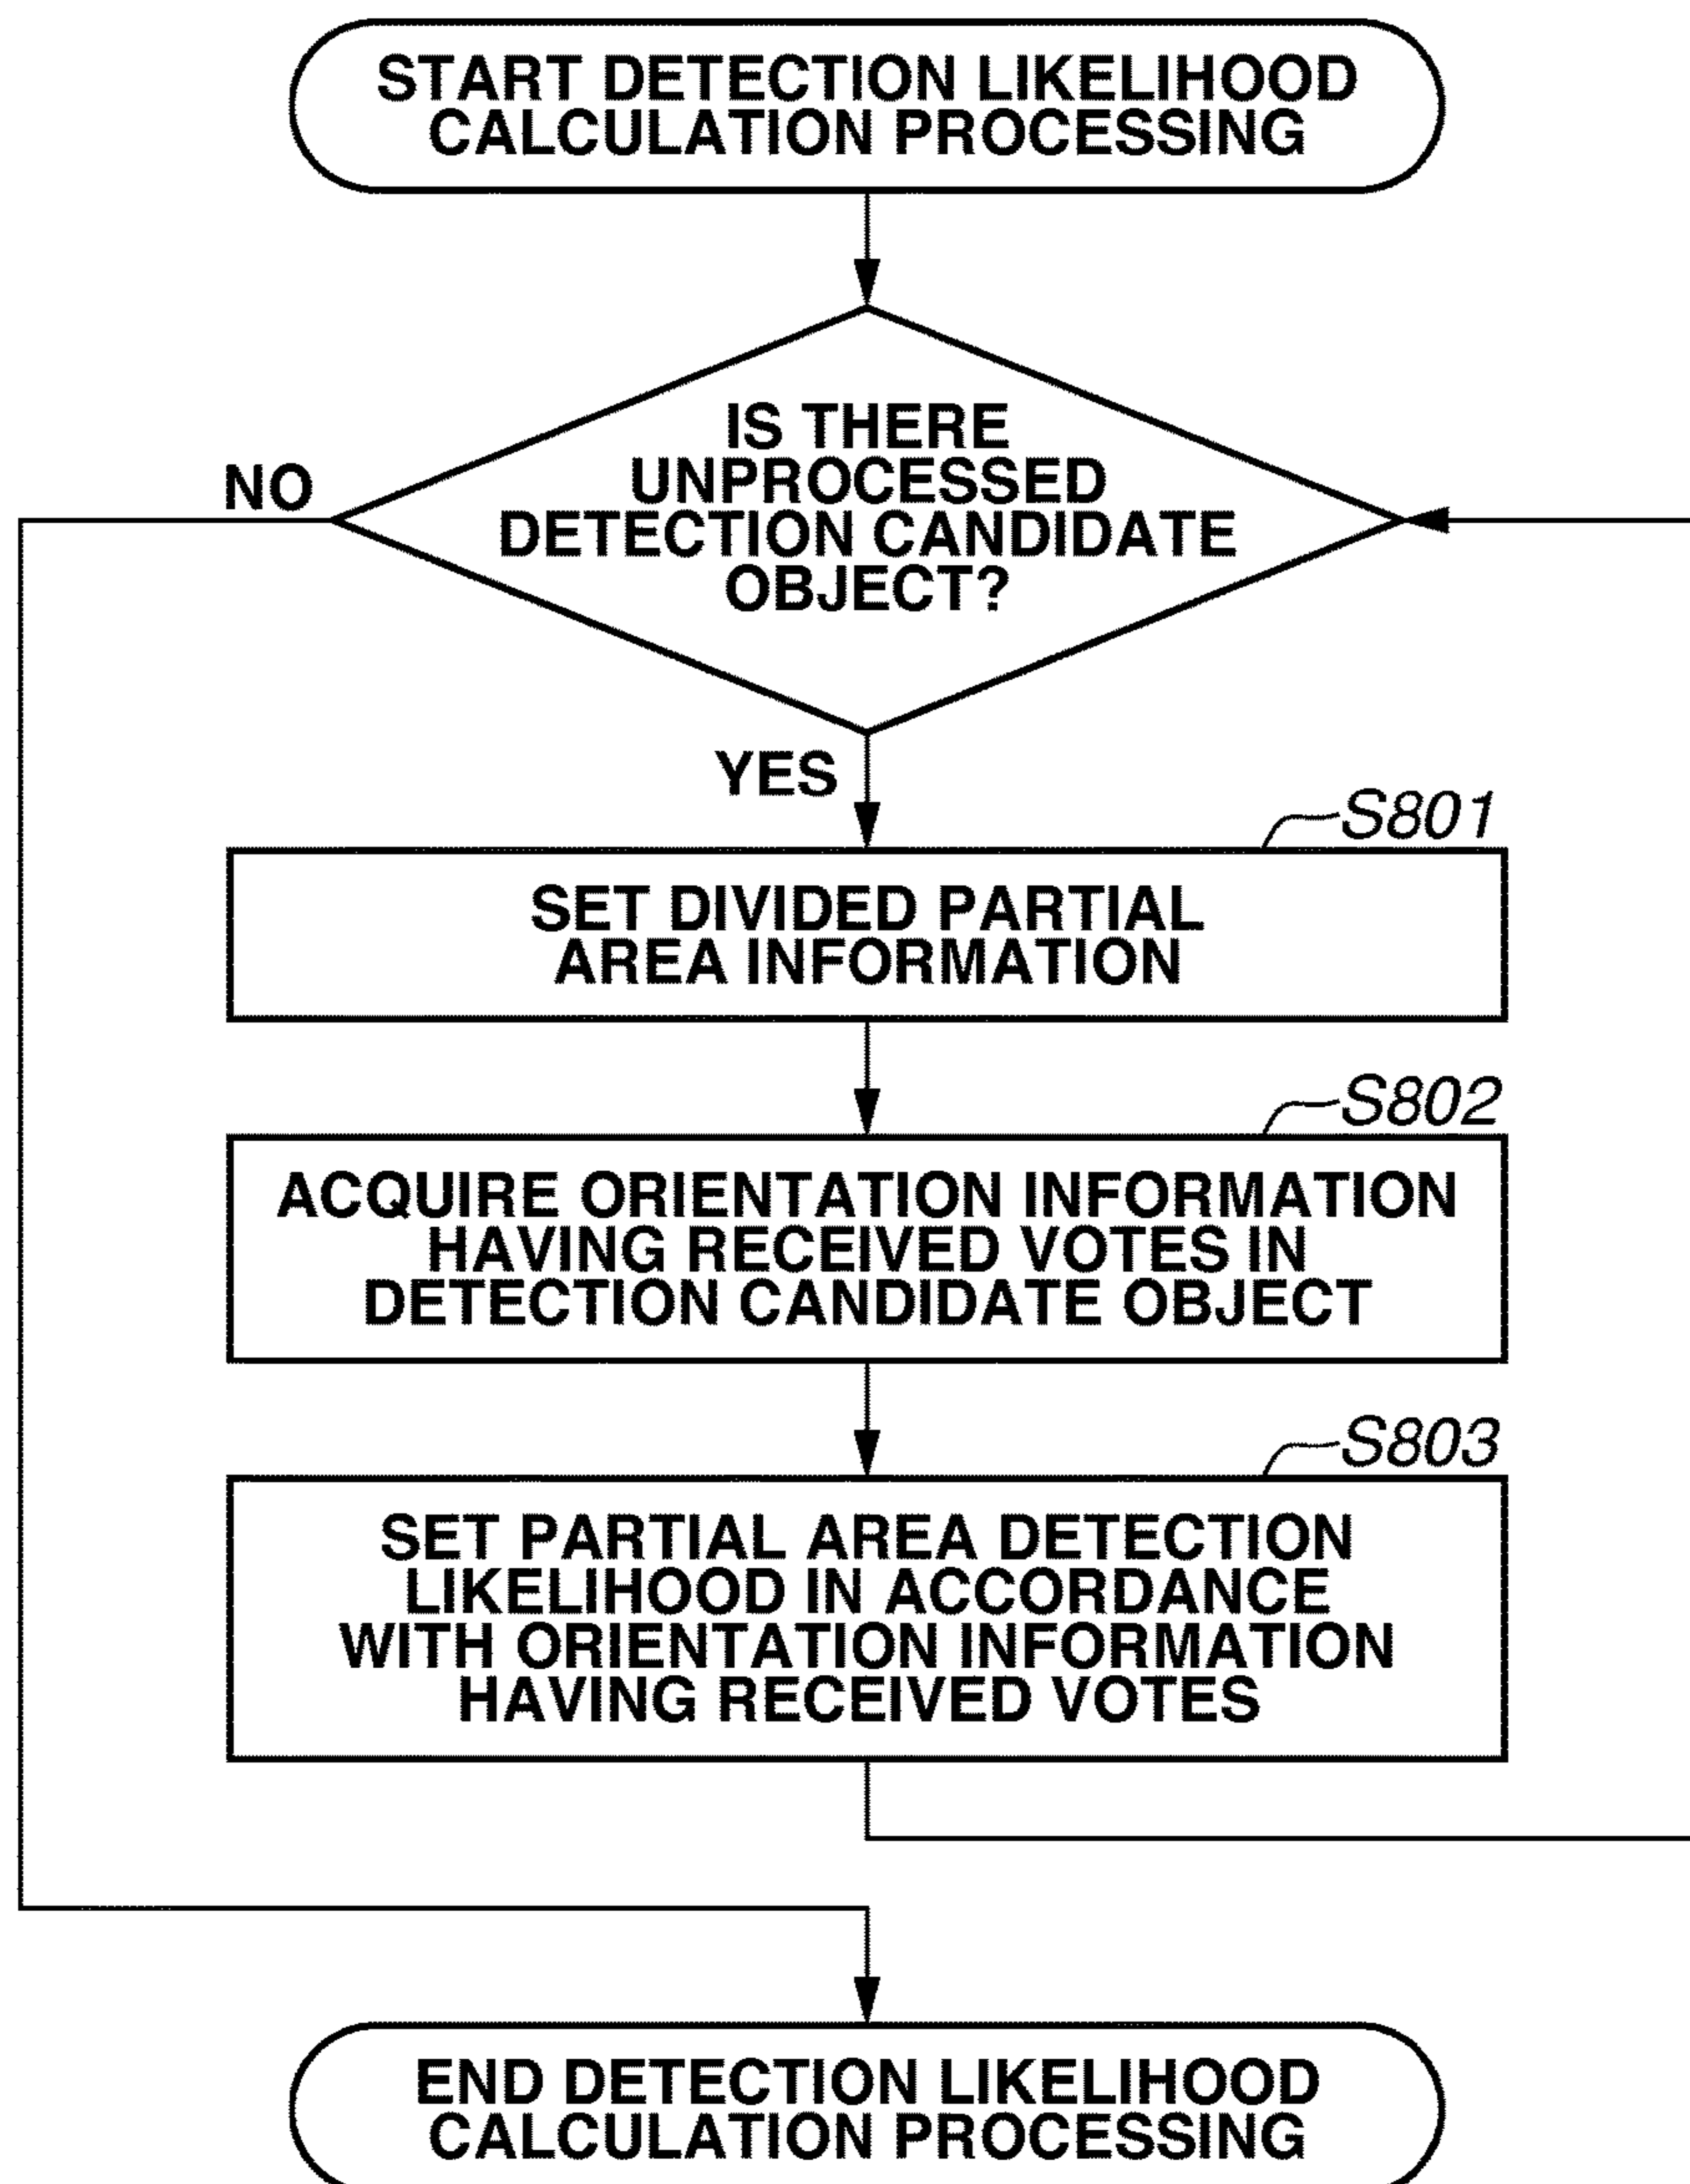 START DETECTION LIKELIHOOD
CALCULATION PROCESSING
IS THERE
UNPROCESSED
DETECTION CANDIDATE
OBJECT?
NO
YES
S801
SET DIVIDED PARTIAL
AREA INFORMATION
S802
ACQUIRE ORIENTATION INFORMATION
HAVING RECEIVED VOTES IN
DETECTION CANDIDATE OBJECT
S803
SET PARTIAL AREA DETECTION
LIKELIHOOD IN ACCORDANCE
WITH ORIENTATION INFORMATION
HAVING RECEIVED VOTES
END DETECTION LIKELIHOOD
CALCULATION PROCESSING